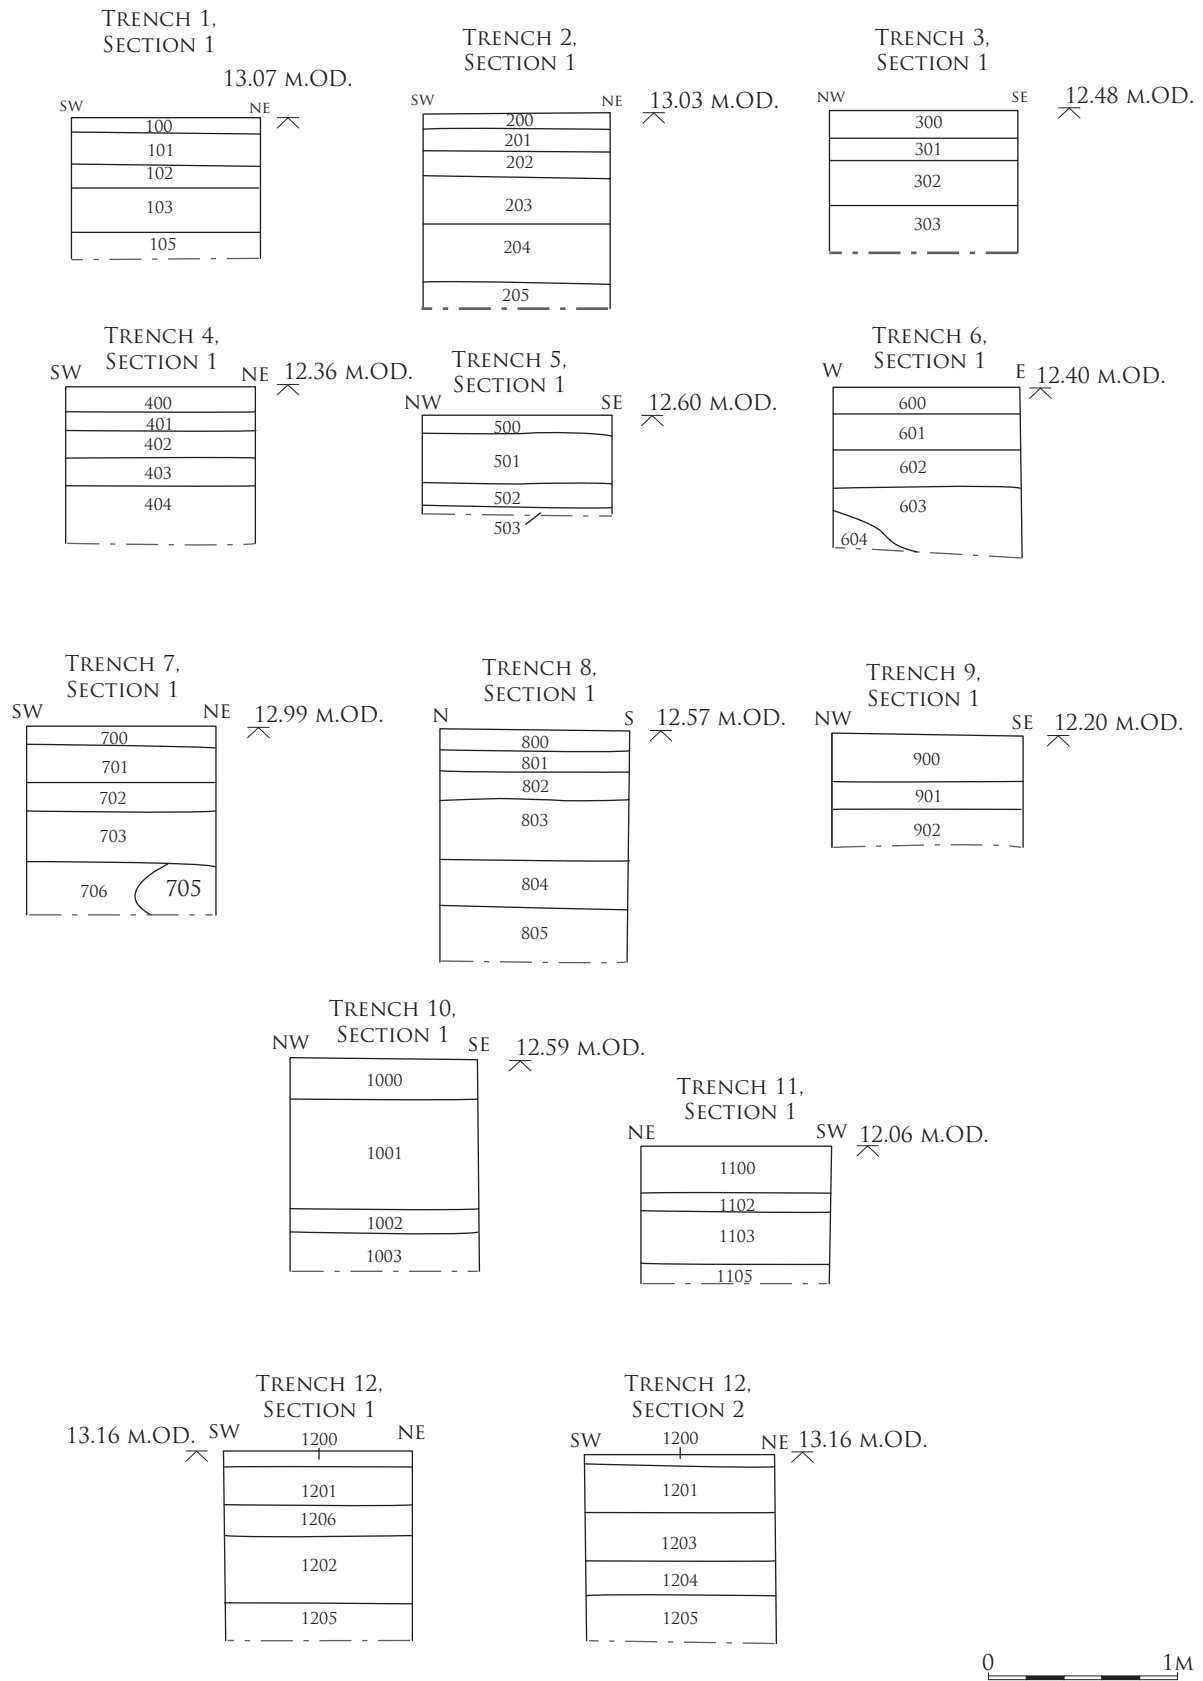 TRENCH 1,
SECTION 1
13.07 M.OD.
SW NE
100
101
102
103
105
TRENCH 2,
SECTION 1
SW NE 13.03 M.OD.
200
201
202
203
204
205
TRENCH 3,
SECTION 1
NW SE 12.48 M.OD.
300
301
302
303
TRENCH 4,
SECTION 1
SW NE 12.36 M.OD.
400
401
402
403
404
TRENCH 5,
SECTION 1
NW SE 12.60 M.OD.
500
501
502
503
TRENCH 6,
SECTION 1
W E 12.40 M.OD.
600
601
602
603
604
TRENCH 7,
SECTION 1
SW NE 12.99 M.OD.
700
701
702
703
706 705
TRENCH 8,
SECTION 1
N S 12.57 M.OD.
800
801
802
803
804
805
TRENCH 9,
SECTION 1
NW SE 12.20 M.OD.
900
901
902
TRENCH 10,
SECTION 1
NW SE 12.59 M.OD.
1000
1001
1002
1003
TRENCH 11,
SECTION 1
NE SW 12.06 M.OD.
1100
1102
1103
1105
TRENCH 12,
SECTION 1
13.16 M.OD. SW NE
1200
1201
1206
1202
1205
TRENCH 12,
SECTION 2
SW 1200 NE 13.16 M.OD.
1201
1203
1204
1205
0 1M